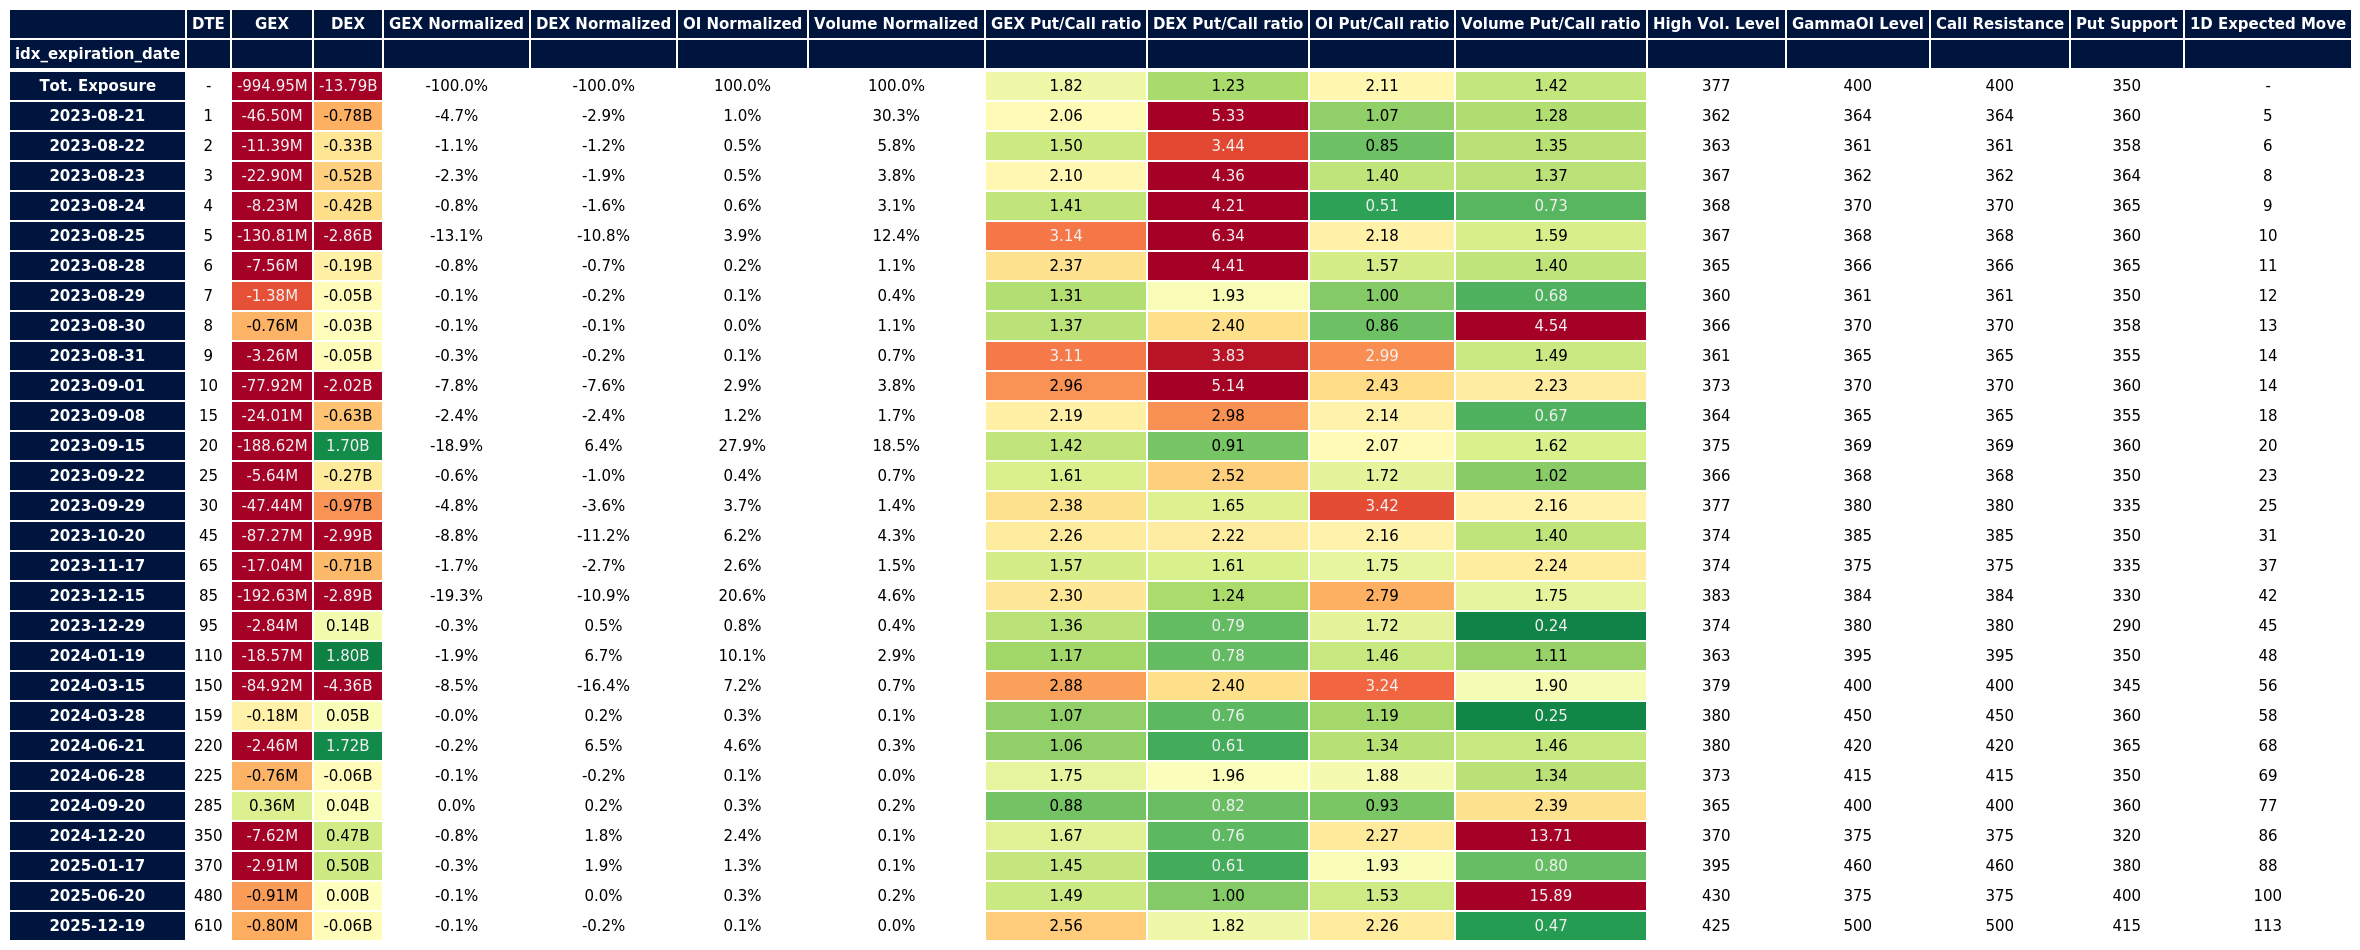 DTE GEX DEX GEX Normalized DEX Normalized OI Normalized Volume Normalized GEX Put/Call ratio DEX Put/Call ratio OI Put/Call ratio Volume Put/Call ratio High Vol. Level GammaOI Level Call Resistance Put Support 1D Expected Move
idx_expiration_date
Tot. Exposure - -994.95M -13.79B -100.0% -100.0% 100.0% 100.0% 1.82 1.23 2.11 1.42 377 400 400 350 -
2023-08-21 1 -46.50M -0.78B -4.7% -2.9% 1.0% 30.3% 2.06 5.33 1.07 1.28 362 364 364 360 5
2023-08-22 2 -11.39M -0.33B -1.1% -1.2% 0.5% 5.8% 1.50 3.44 0.85 1.35 363 361 361 358 6
2023-08-23 3 -22.90M -0.52B -2.3% -1.9% 0.5% 3.8% 2.10 4.36 1.40 1.37 367 362 362 364 8
2023-08-24 4 -8.23M -0.42B -0.8% -1.6% 0.6% 3.1% 1.41 4.21 0.51 0.73 368 370 370 365 9
2023-08-25 5 -130.81M -2.86B -13.1% -10.8% 3.9% 12.4% 3.14 6.34 2.18 1.59 367 368 368 360 10
2023-08-28 6 -7.56M -0.19B -0.8% -0.7% 0.2% 1.1% 2.37 4.41 1.57 1.40 365 366 366 365 11
2023-08-29 7 -1.38M -0.05B -0.1% -0.2% 0.1% 0.4% 1.31 1.93 1.00 0.68 360 361 361 350 12
2023-08-30 8 -0.76M -0.03B -0.1% -0.1% 0.0% 1.1% 1.37 2.40 0.86 4.54 366 370 370 358 13
2023-08-31 9 -3.26M -0.05B -0.3% -0.2% 0.1% 0.7% 3.11 3.83 2.99 1.49 361 365 365 355 14
2023-09-01 10 -77.92M -2.02B -7.8% -7.6% 2.9% 3.8% 2.96 5.14 2.43 2.23 373 370 370 360 14
2023-09-08 15 -24.01M -0.63B -2.4% -2.4% 1.2% 1.7% 2.19 2.98 2.14 0.67 364 365 365 355 18
2023-09-15 20 -188.62M 1.70B -18.9% 6.4% 27.9% 18.5% 1.42 0.91 2.07 1.62 375 369 369 360 20
2023-09-22 25 -5.64M -0.27B -0.6% -1.0% 0.4% 0.7% 1.61 2.52 1.72 1.02 366 368 368 350 23
2023-09-29 30 -47.44M -0.97B -4.8% -3.6% 3.7% 1.4% 2.38 1.65 3.42 2.16 377 380 380 335 25
2023-10-20 45 -87.27M -2.99B -8.8% -11.2% 6.2% 4.3% 2.26 2.22 2.16 1.40 374 385 385 350 31
2023-11-17 65 -17.04M -0.71B -1.7% -2.7% 2.6% 1.5% 1.57 1.61 1.75 2.24 374 375 375 335 37
2023-12-15 85 -192.63M -2.89B -19.3% -10.9% 20.6% 4.6% 2.30 1.24 2.79 1.75 383 384 384 330 42
2023-12-29 95 -2.84M 0.14B -0.3% 0.5% 0.8% 0.4% 1.36 0.79 1.72 0.24 374 380 380 290 45
2024-01-19 110 -18.57M 1.80B -1.9% 6.7% 10.1% 2.9% 1.17 0.78 1.46 1.11 363 395 395 350 48
2024-03-15 150 -84.92M -4.36B -8.5% -16.4% 7.2% 0.7% 2.88 2.40 3.24 1.90 379 400 400 345 56
2024-03-28 159 -0.18M 0.05B -0.0% 0.2% 0.3% 0.1% 1.07 0.76 1.19 0.25 380 450 450 360 58
2024-06-21 220 -2.46M 1.72B -0.2% 6.5% 4.6% 0.3% 1.06 0.61 1.34 1.46 380 420 420 365 68
2024-06-28 225 -0.76M -0.06B -0.1% -0.2% 0.1% 0.0% 1.75 1.96 1.88 1.34 373 415 415 350 69
2024-09-20 285 0.36M 0.04B 0.0% 0.2% 0.3% 0.2% 0.88 0.82 0.93 2.39 365 400 400 360 77
2024-12-20 350 -7.62M 0.47B -0.8% 1.8% 2.4% 0.1% 1.67 0.76 2.27 13.71 370 375 375 320 86
2025-01-17 370 -2.91M 0.50B -0.3% 1.9% 1.3% 0.1% 1.45 0.61 1.93 0.80 395 460 460 380 88
2025-06-20 480 -0.91M 0.00B -0.1% 0.0% 0.3% 0.2% 1.49 1.00 1.53 15.89 430 375 375 400 100
2025-12-19 610 -0.80M -0.06B -0.1% -0.2% 0.1% 0.0% 2.56 1.82 2.26 0.47 425 500 500 415 113